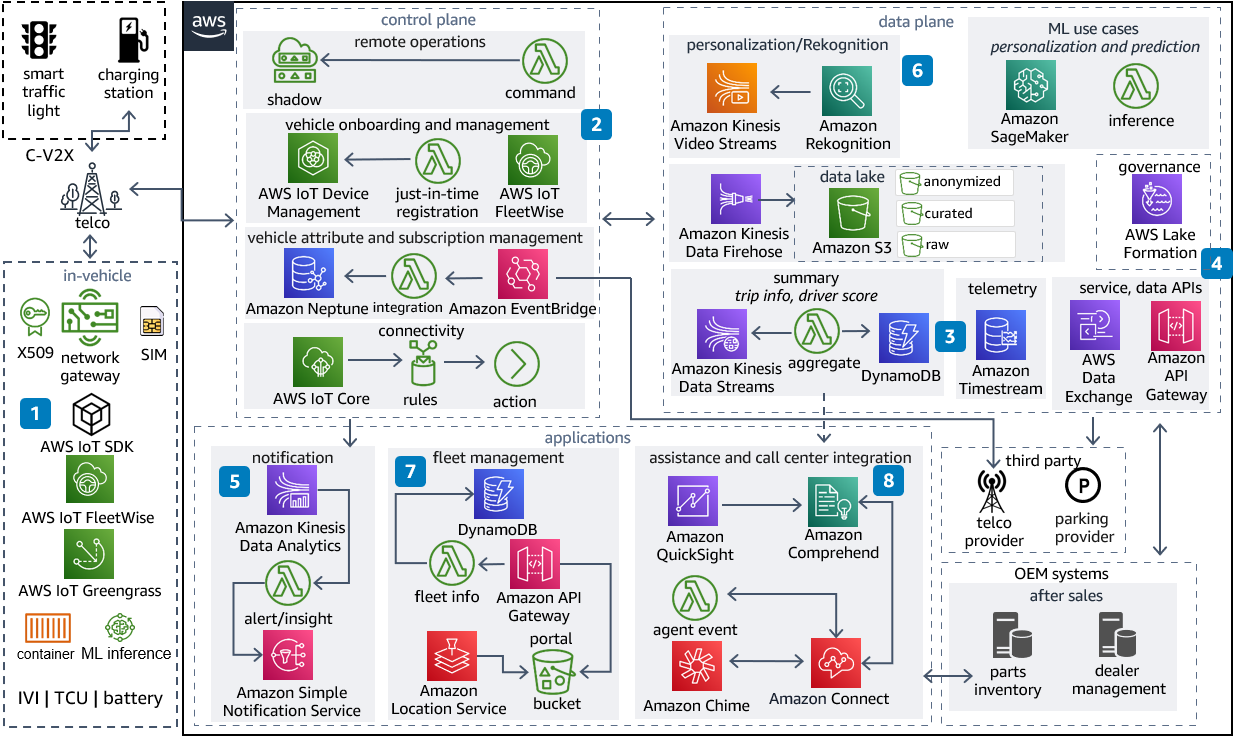 smart
traffic
light
charging
station
C-V2X
telco
in-vehicle
X509
network
gateway
SIM
1
AWS IoT SDK
AWS IoT FleetWise
AWS IoT Greengrass
container
ML inference
IVI | TCU | battery
aws
control plane
remote operations
shadow
command
2
vehicle onboarding and management
AWS IoT Device
Management
just-in-time
registration
AWS IoT
FleetWise
vehicle attribute and subscription management
Amazon Neptune
integration
Amazon EventBridge
connectivity
AWS IoT Core
rules
action
data plane
personalization/Rekognition
6
Amazon Kinesis
Video Streams
Amazon
Rekognition
ML use cases
personalization and prediction
Amazon
SageMaker
inference
Amazon Kinesis
Data Firehose
data lake
Amazon S3
anonymized
curated
raw
governance
AWS Lake
Formation
4
summary
trip info, driver score
Amazon Kinesis
Data Streams
aggregate
DynamoDB
3
telemetry
Amazon
Timestream
service, data APIs
AWS
Data
Exchange
Amazon
API
Gateway
applications
notification
5
Amazon Kinesis
Data Analytics
alert/insight
Amazon Simple
Notification Service
7
fleet management
DynamoDB
fleet info
Amazon API
Gateway
Amazon
Location Service
portal
bucket
assistance and call center integration
8
Amazon
QuickSight
Amazon
Comprehend
agent event
Amazon Chime
Amazon Connect
third party
telco
provider
P
parking
provider
OEM systems
after sales
parts
inventory
dealer
management